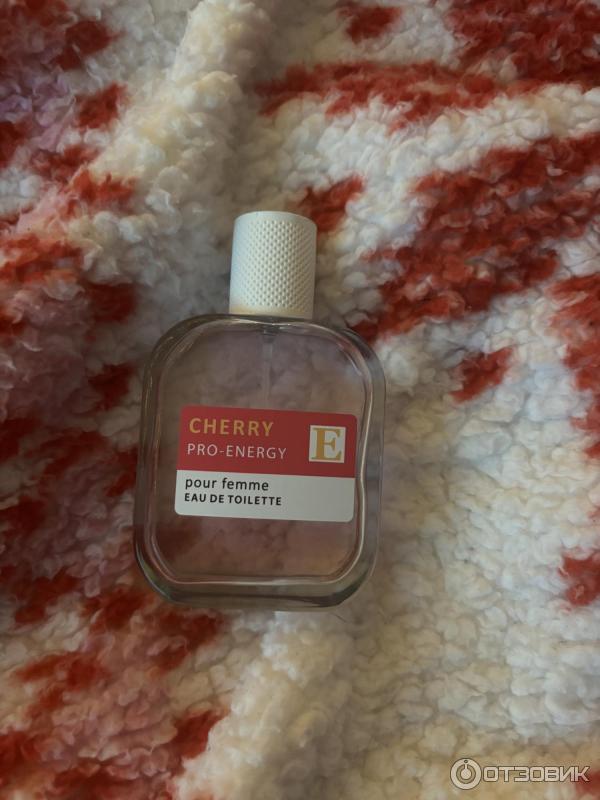 CHERRY
PRO-ENERGY
E
pour femme
EAU DE TOILETTE
ОТЗОВИК